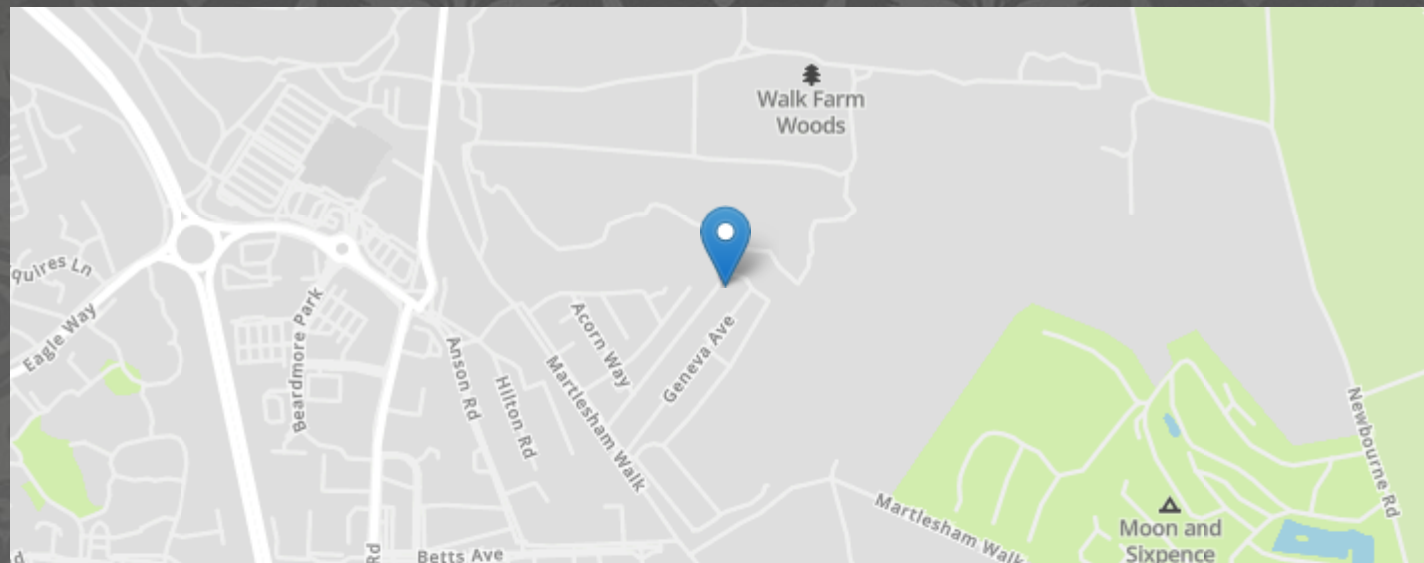 Walk Farm
Woods
quires Ln
Eagle Way
Beardmore Park
Acorn Way
Geneva Ave
Anson Rd
Hilton Rd
Martlesham Walk
Newbourne Rd
Martlesham Walk
Moon and
Sixpence
Betts Ave
Rd
d